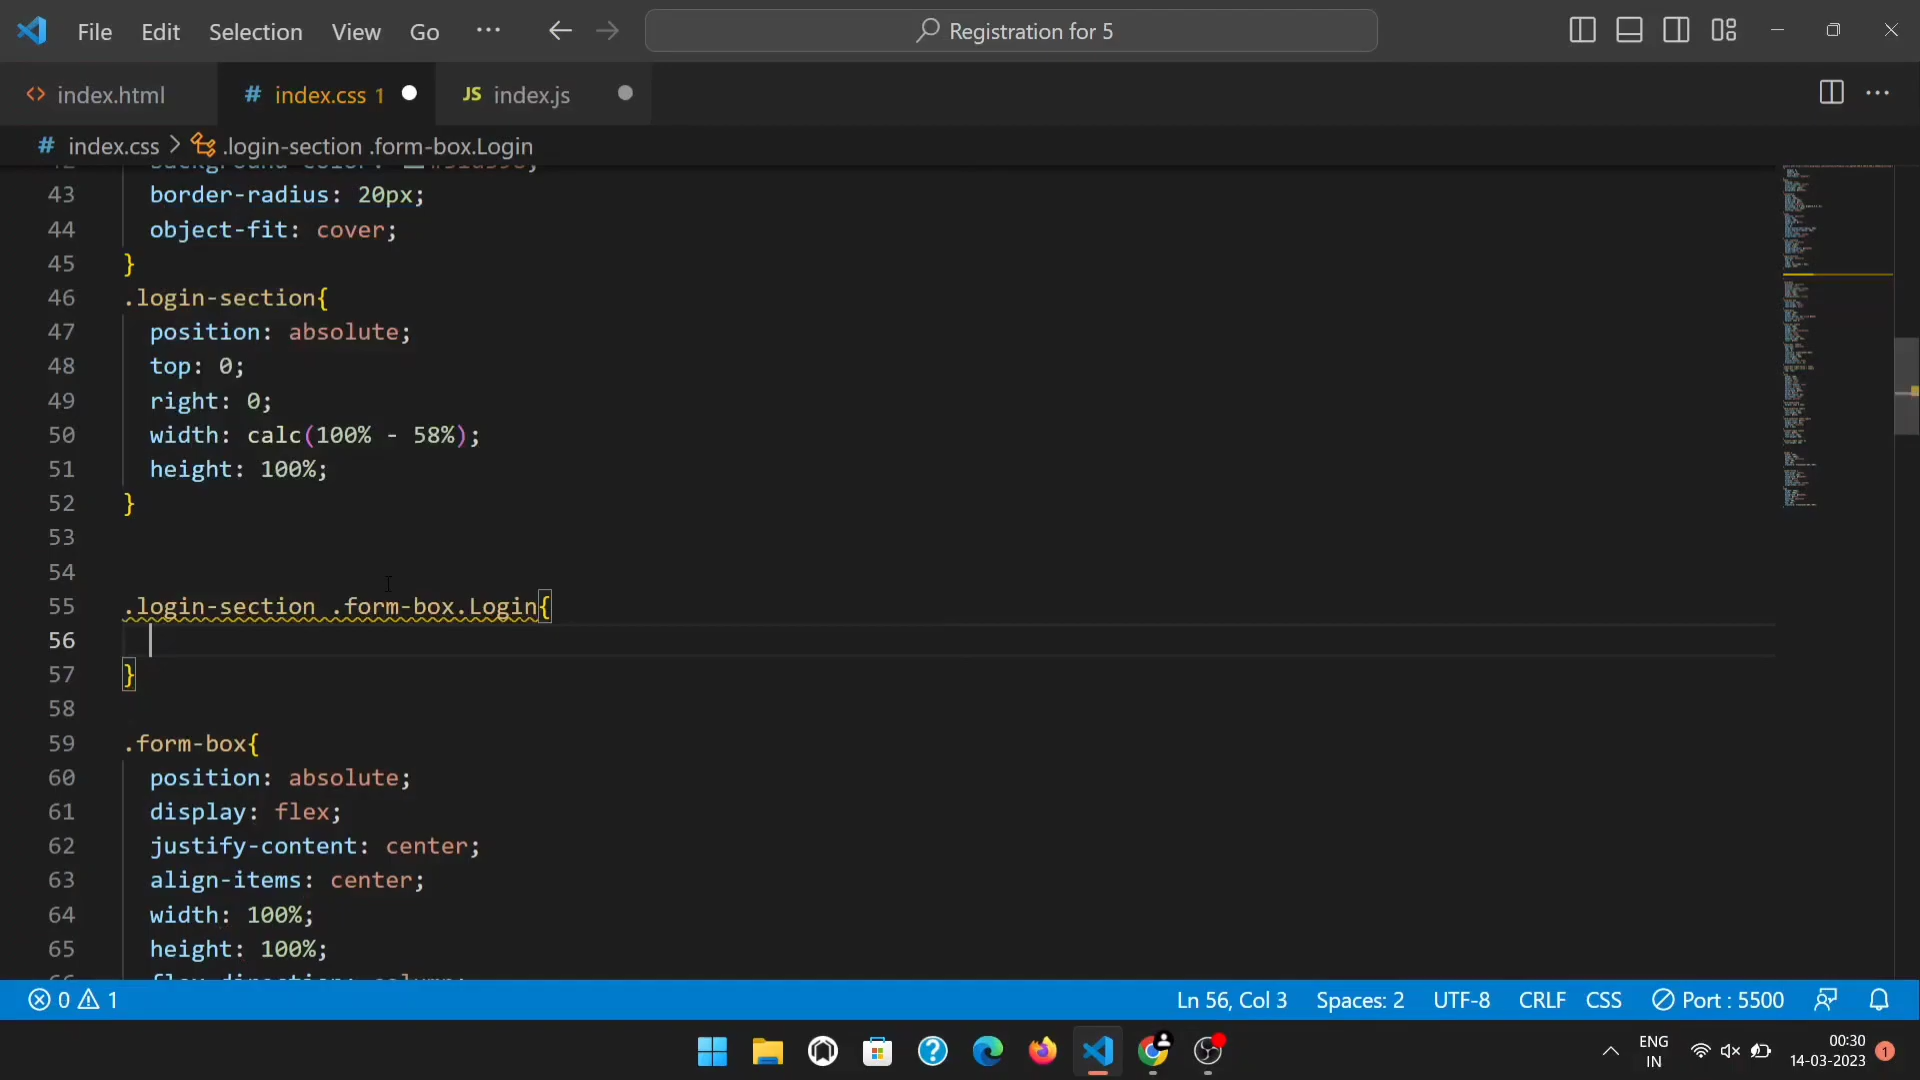 File Edit Selection View Go ··· Registration for 5
index.html # index.css 1 JS index.js
# index.css > .login-section .form-box.Login
43 border-radius: 20px;
44 object-fit: cover;
45 }
46 .login-section{
47 position: absolute;
48 top: 0;
49 right: 0;
50 width: calc(100% - 58%);
51 height: 100%;
52 }
53
54
55 .login-section .form-box.Login{
56
57 }
58
59 .form-box{
60 position: absolute;
61 display: flex;
62 justify-content: center;
63 align-items: center;
64 width: 100%;
65 height: 100%;
0 1 Ln 56, Col 3 Spaces: 2 UTF-8 CRLF CSS Port : 5500
ENG
IN
00:30
14-03-2023
1